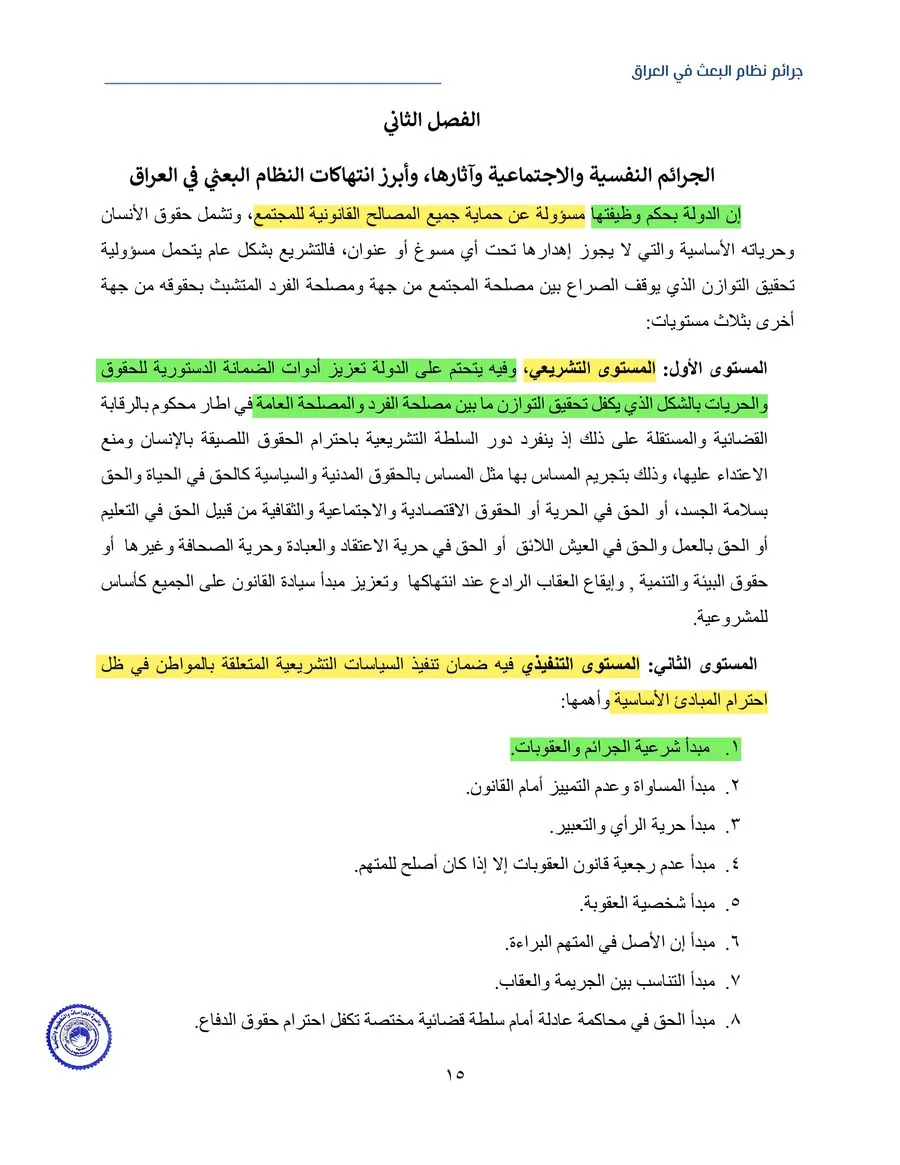 جرائم نظام البعث في العراق
الفصل الثاني
الجرائم النفسية والاجتماعية وآثارها، وأبرز انتهاكات النظام البعثي في العراق
إن الدولة بحكم وظيفتها مسؤولة عن حماية جميع المصالح القانونية للمجتمع، وتشمل حقوق الأنسان
وحرياته الأساسية والتي لا يجوز إهدارها تحت أي مسوغ أو عنوان، فالتشريع بشكل عام يتحمل مسؤولية
تحقيق التوازن الذي يوقف الصراع بين مصلحة المجتمع من جهة ومصلحة الفرد المتشبث بحقوقه من جهة
أخرى بثلاث مستويات:
المستوى الأول: المستوى التشريعي، وفيه يتحتم على الدولة تعزيز أدوات الضمانة الدستورية للحقوق
والحريات بالشكل الذي يكفل تحقيق التوازن ما بين مصلحة الفرد والمصلحة العامة في اطار محكوم بالرقابة
القضائية والمستقلة على ذلك إذ ينفرد دور السلطة التشريعية باحترام الحقوق اللصيقة بالإنسان ومنع
الاعتداء عليها، وذلك بتجريم المساس بها مثل المساس بالحقوق المدنية والسياسية كالحق في الحياة والحق
بسلامة الجسد، أو الحق في الحرية أو الحقوق الاقتصادية والاجتماعية والثقافية من قبيل الحق في التعليم
أو الحق بالعمل والحق في العيش اللائق أو الحق في حرية الاعتقاد والعبادة وحرية الصحافة وغيرها أو
حقوق البيئة والتنمية , وإيقاع العقاب الرادع عند انتهاكها وتعزيز مبدأ سيادة القانون على الجميع كأساس
للمشروعية.
المستوى الثاني: المستوى التنفيذي فيه ضمان تنفيذ السياسات التشريعية المتعلقة بالمواطن في ظل
احترام المبادئ الأساسية وأهمها:
١. مبدأ شرعية الجرائم والعقوبات.
٢. مبدأ المساواة وعدم التمييز أمام القانون.
٣. مبدأ حرية الرأي والتعبير.
٤. مبدأ عدم رجعية قانون العقوبات إلا إذا كان أصلح للمتهم.
٥. مبدأ شخصية العقوبة.
٦. مبدأ إن الأصل في المتهم البراءة.
٧. مبدأ التناسب بين الجريمة والعقاب.
٨. مبدأ الحق في محاكمة عادلة أمام سلطة قضائية مختصة تكفل احترام حقوق الدفاع.
١٥